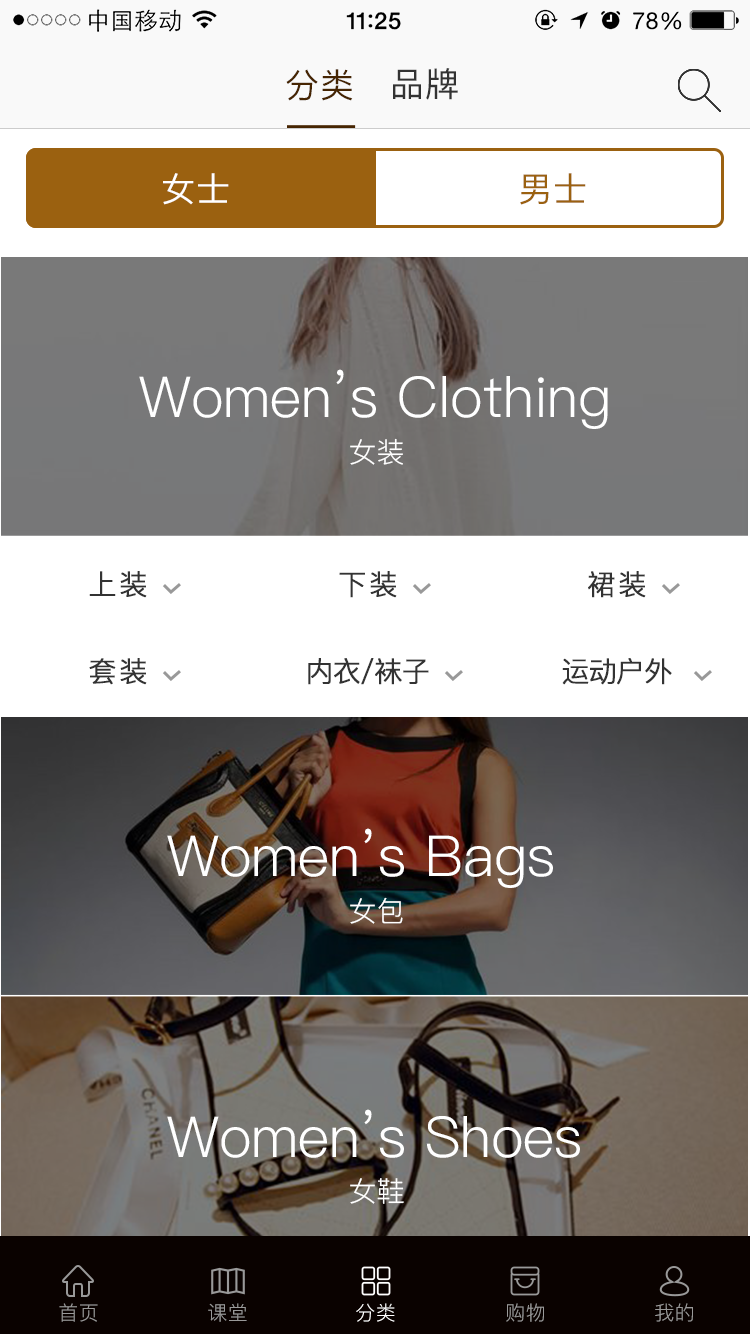 中国移动 11:25 78%
分类 品牌
女士 男士
Women’s Clothing
女装
上装 下装 裙装
套装 内衣/袜子 运动户外
Women’s Bags
女包
CHANEL
Women’s Shoes
女鞋
首页 课堂 分类 购物 我的